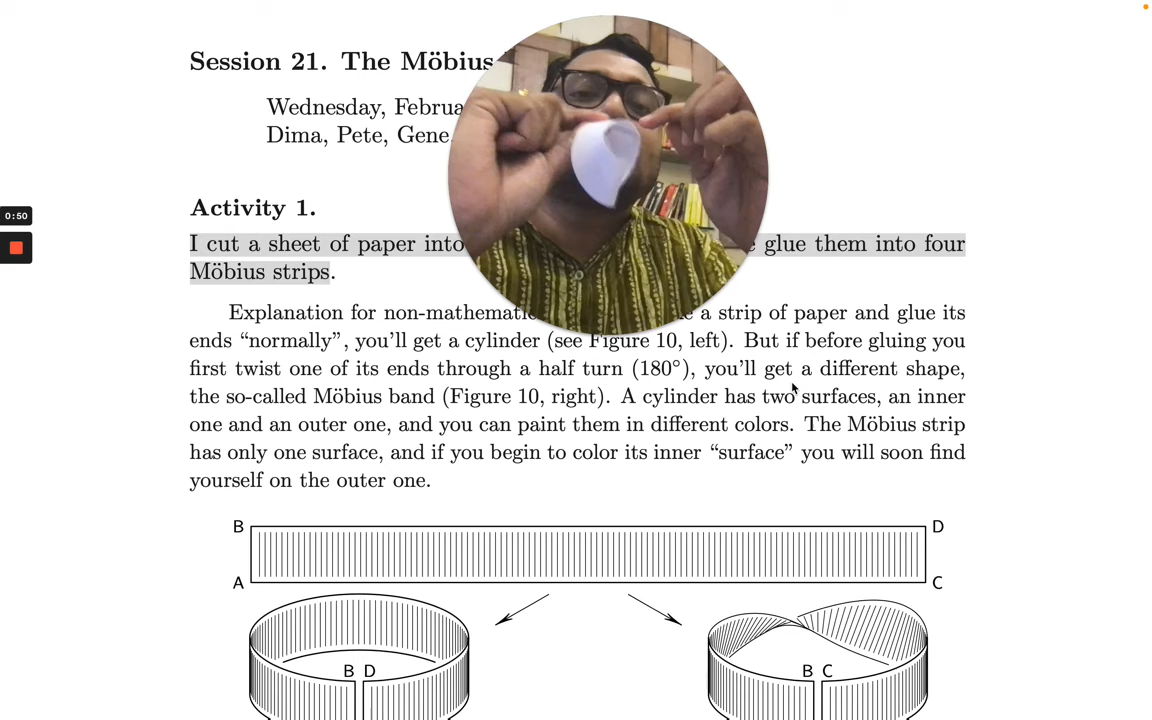 Session 21. The Möbius
Wednesday, Februa
Dima, Pete, Gene
0:50
Activity 1.
I cut a sheet of paper into glue them into four
Möbius strips.
Explanation for non-mathematic a strip of paper and glue its
ends “normally”, you’ll get a cylinder (see Figure 10, left). But if before gluing you
first twist one of its ends through a half turn (180°), you’ll get a different shape,
the so-called Möbius band (Figure 10, right). A cylinder has two surfaces, an inner
one and an outer one, and you can paint them in different colors. The Möbius strip
has only one surface, and if you begin to color its inner “surface” you will soon find
yourself on the outer one.
B D
A C
B D B C